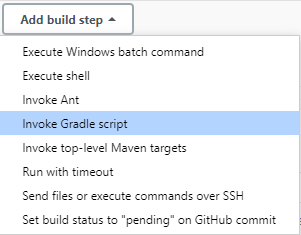 Add build step
Execute Windows batch command
Execute shell
Invoke Ant
Invoke Gradle script
Invoke top-level Maven targets
Run with timeout
Send files or execute commands over SSH
Set build status to "pending" on GitHub commit